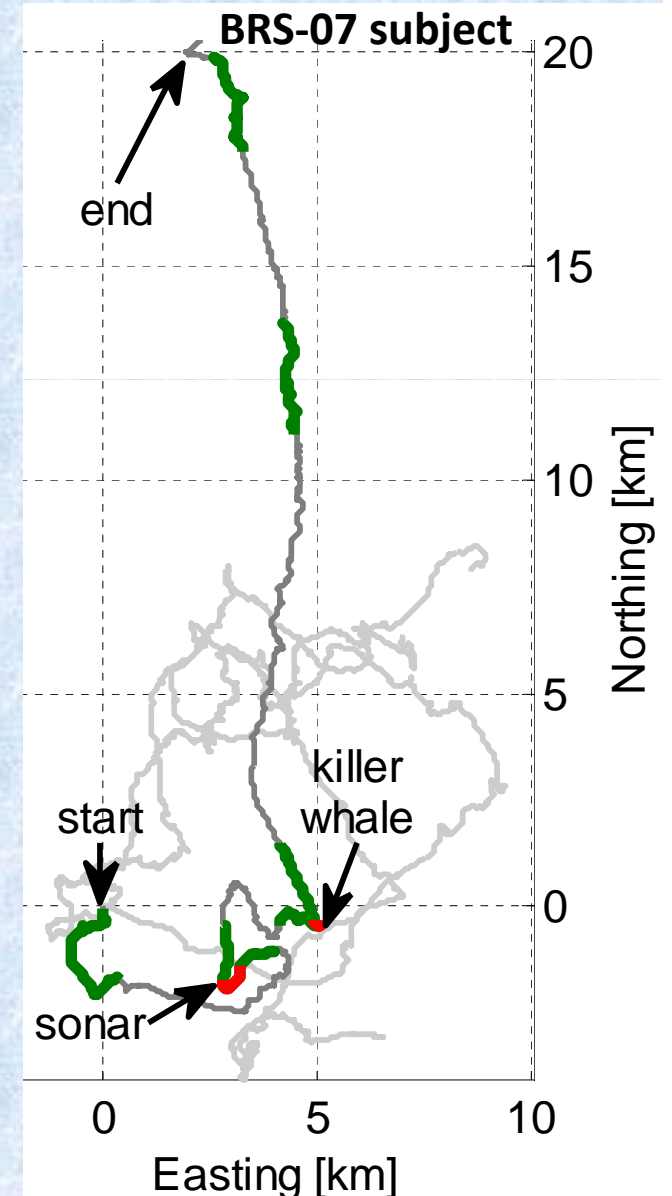 BRS-07 subject
20
end
15
10
Northing [km]
5
killer
whale
start
0
sonar
0
5
10
Easting [km]